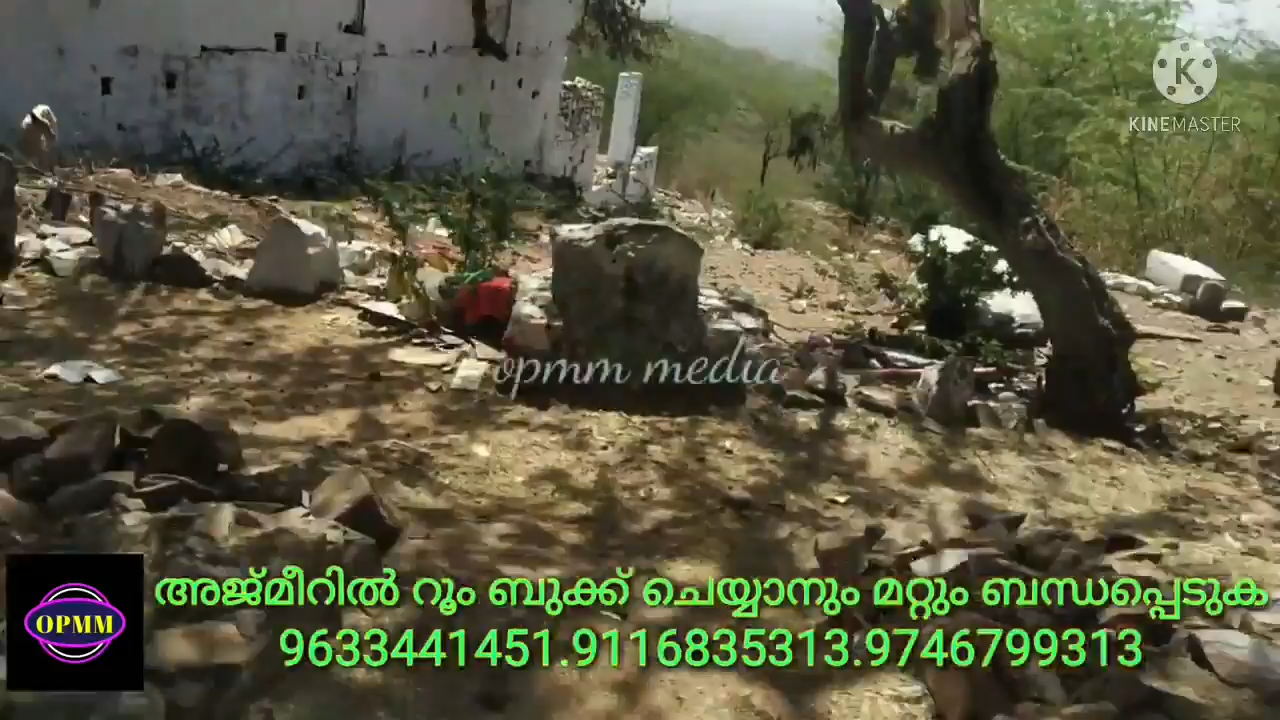 K
KINEMASTER
opmm media
OPMM
അജ്മീറിൽ റൂം ബുക്ക് ചെയ്യാനും മറ്റും ബന്ധപ്പെടുക
9633441451.9116835313.9746799313